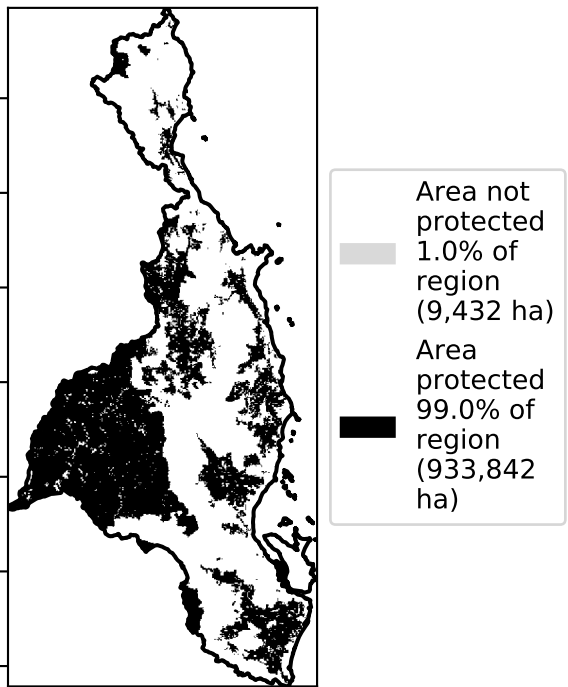 Area not
protected
1.0% of
region
(9,432 ha)
Area
protected
99.0% of
region
(933,842
ha)